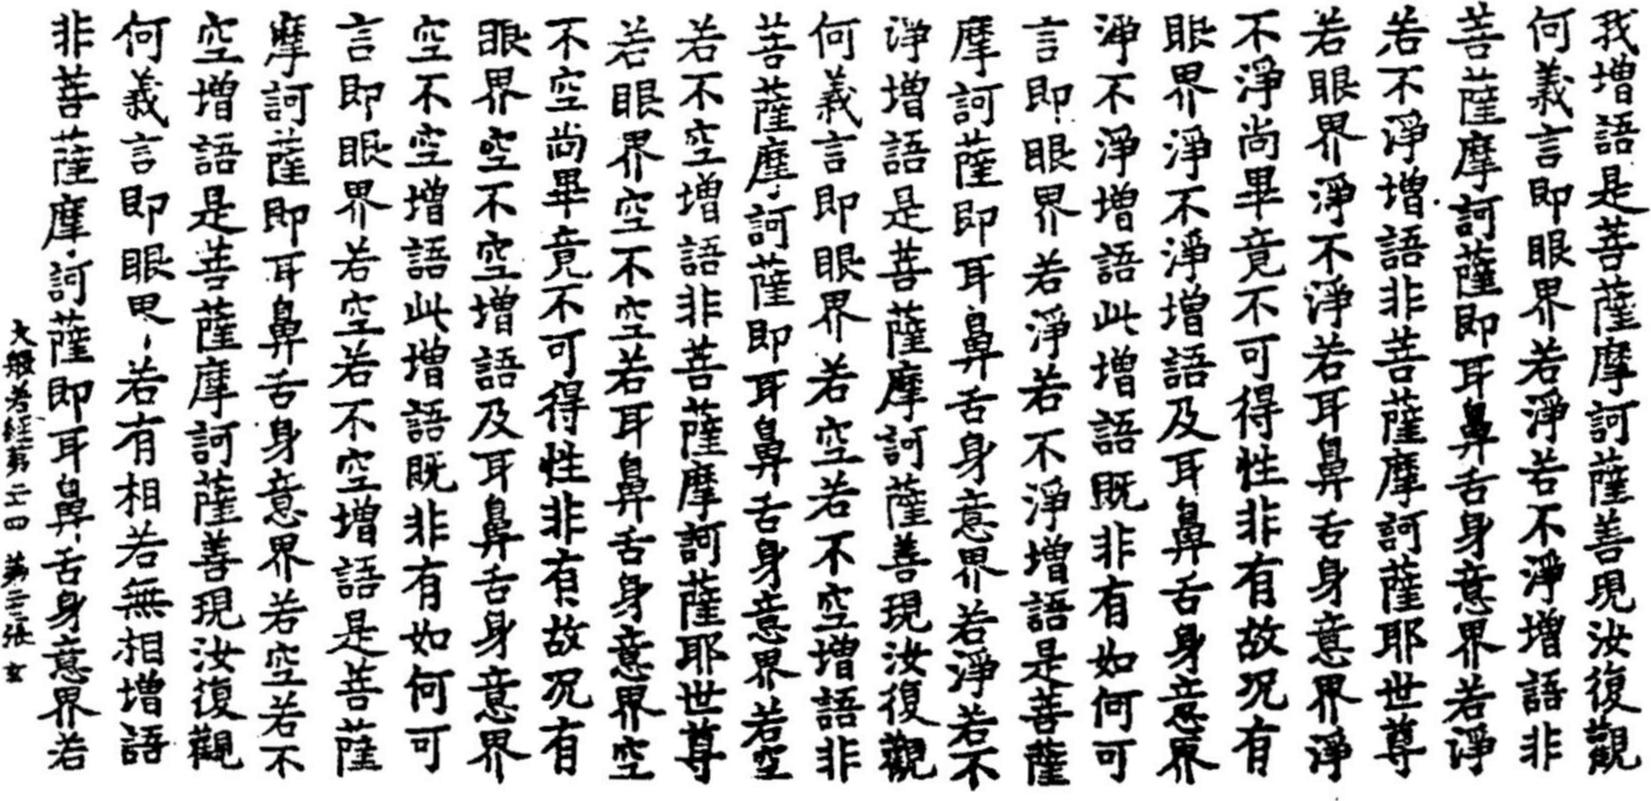 我增語是菩薩摩訶薩善現汝復觀
何義言即眼界若淨若不淨增語非
菩薩摩訶薩即耳鼻舌身意界若淨
若不淨增語非菩薩摩訶薩耶世尊
若眼界淨不淨若耳鼻舌身意界淨
不淨尚畢竟不可得性非有故況有
眼界淨不淨增語及耳鼻舌身意界
淨不淨增語此增語既非有如何可
言即眼界若淨若不淨增語是菩薩
摩訶薩即耳鼻舌身意界若淨若不
淨增語是菩薩摩訶薩善現汝復觀
何義言即眼界若空若不空增語非
菩薩摩訶薩即耳鼻舌身意界若空
若不空增語非菩薩摩訶薩耶世尊
若眼界空不空若耳鼻舌身意界空
不空尚畢竟不可得性非有故況有
眼界空不空增語及耳鼻舌身意界
空不空增語此增語既非有如何可
言即眼界若空若不空增語是菩薩
摩訶薩即耳鼻舌身意界若空若不
空增語是菩薩摩訶薩善現汝復觀
何義言即眼界若有相若無相增語
非菩薩摩訶薩即耳鼻舌身意界若
大般若經第二十四 第張 玄